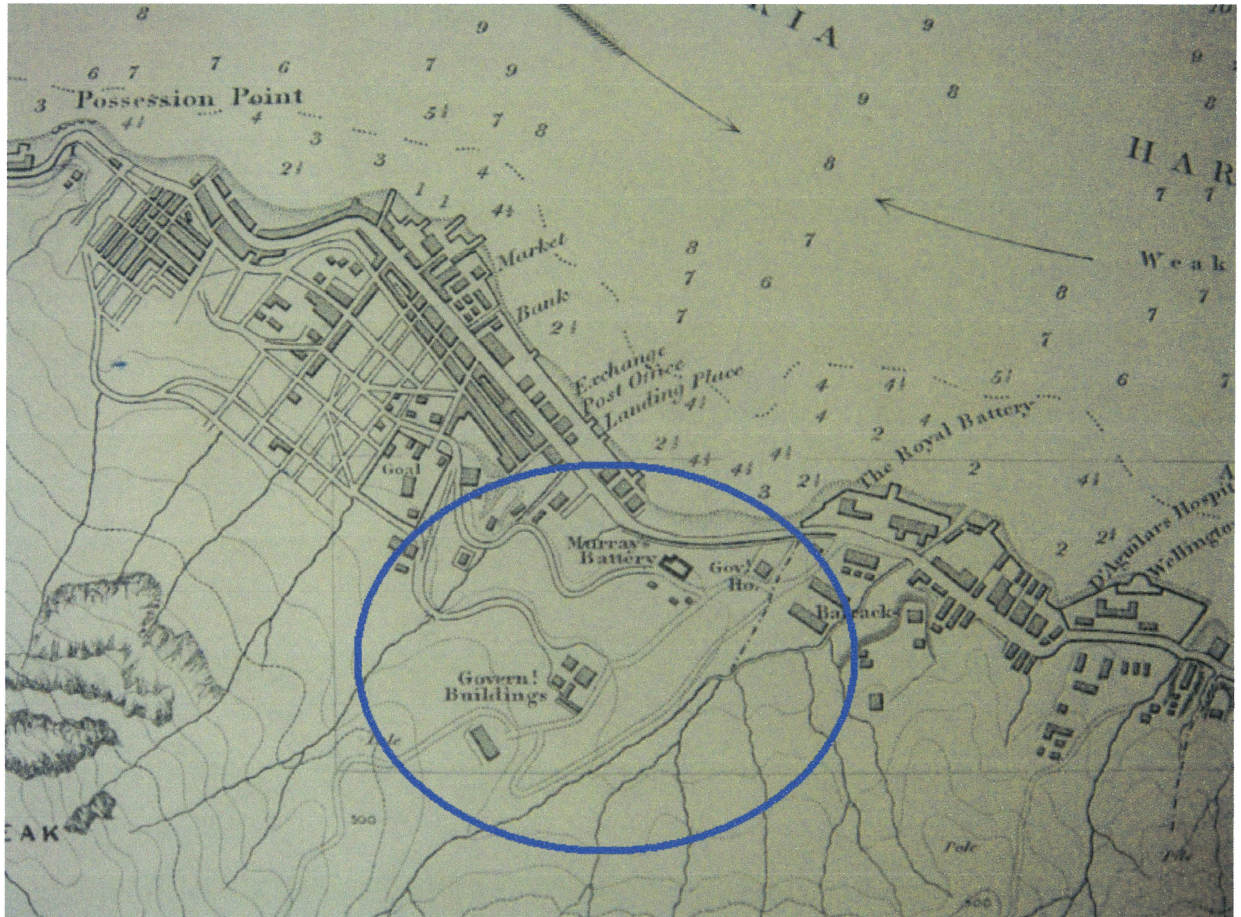 8
9
RIA
9
10
6 7 7 6 7 9
9
3 Possession Point
4½ 4 5½ 7 8
9 8 8
3 2½ 3 4
8
HAR
1 1 4½
7 7
Market
8 7
Weak
7 6
8 7
Bank
2½ 7
7
7
Exchange
Post Office
Landing Place
4½
4 4½ 5½ 6 7
4 4
The Royal Battery
2
2½ 4½ 4½ 4½
2 4½
3 2½
Goal
Murray's
Battery
Gov!
Ho.
2 2½
D'Aguilars Hospit
Wellingto
Barracks
Govern!
Buildings
Pole
500
EAK
Pole
Pole
500